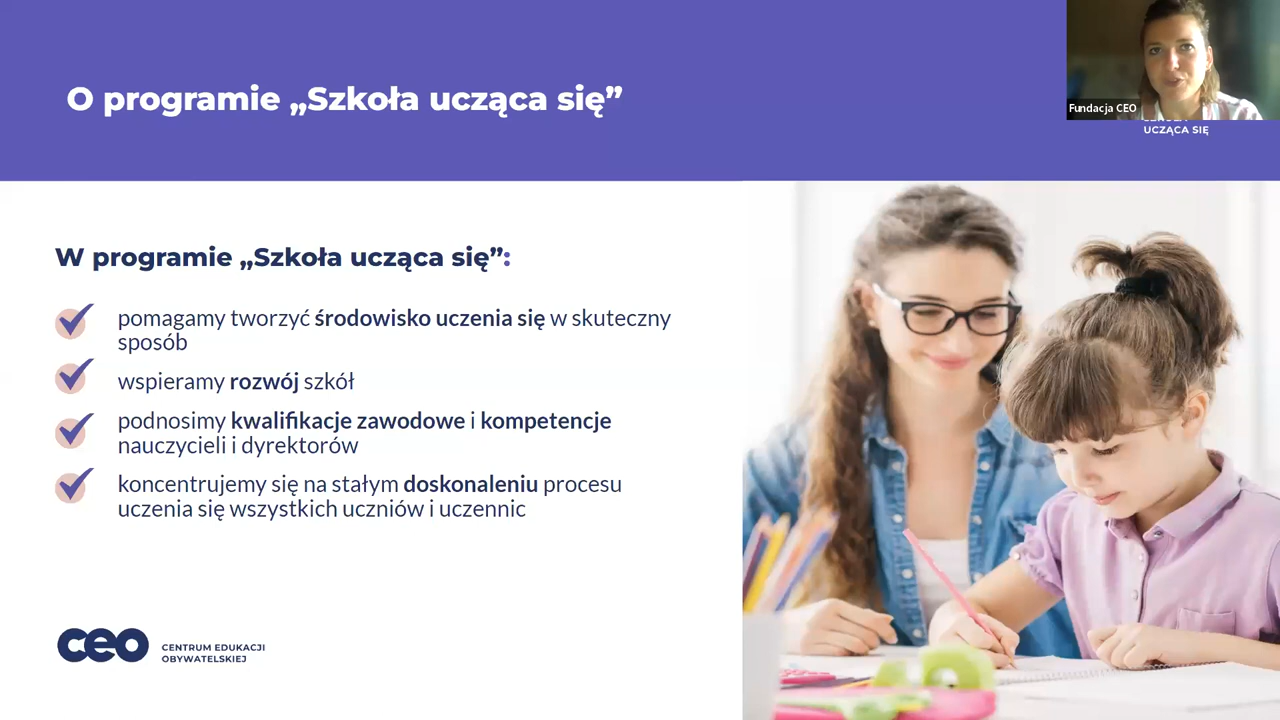 O programie „Szkoła ucząca się”
Fundacja CEO
UCZĄCA SIĘ
W programie „Szkoła ucząca się”:
pomagamy tworzyć środowisko uczenia się w skuteczny
sposób
wspieramy rozwój szkół
podnosimy kwalifikacje zawodowe i kompetencje
nauczycieli i dyrektorów
koncentrujemy się na stałym doskonaleniu procesu
uczenia się wszystkich uczniów i uczennic
ceo
CENTRUM EDUKACJI
OBYWATELSKIEJ